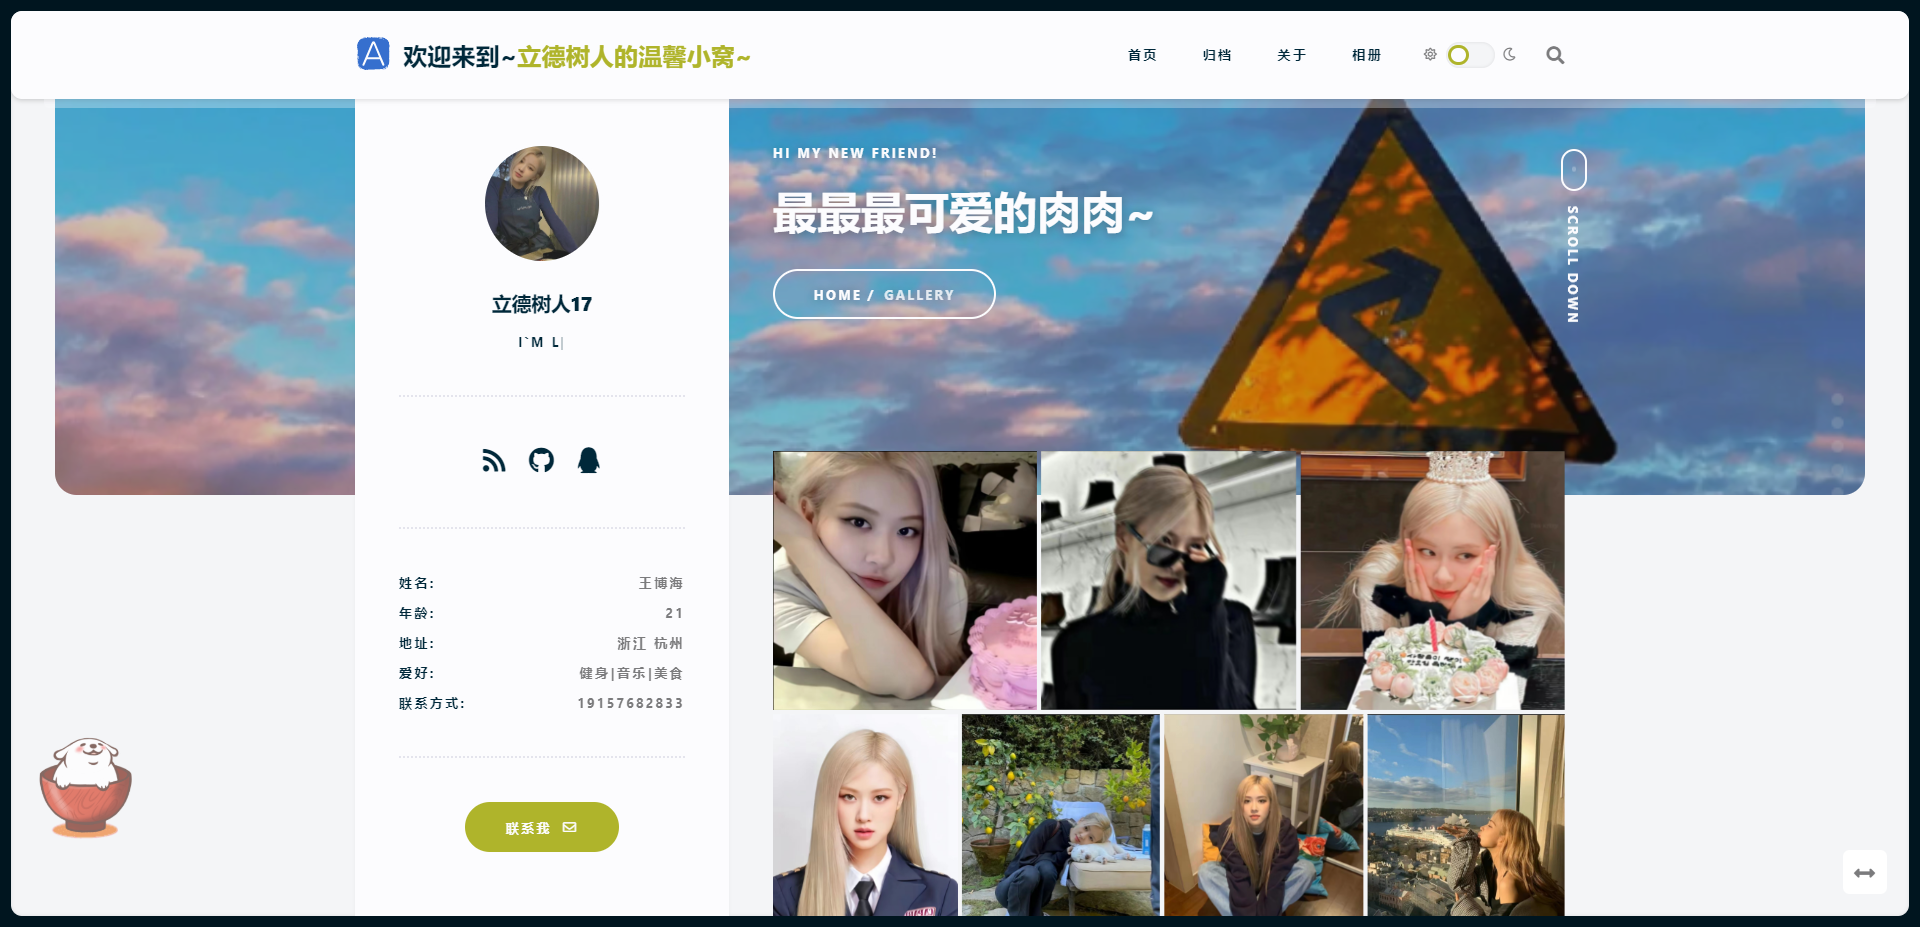 A 欢迎来到~立德树人的温馨小窝~
首页 归档 关于 相册
HI MY NEW FRIEND!
最最最可爱的肉肉~
HOME / GALLERY
SCROLL DOWN
立德树人17
I`M L|
姓名: 王博海
年龄: 21
地址: 浙江 杭州
爱好: 健身|音乐|美食
联系方式: 19157682833
联系我